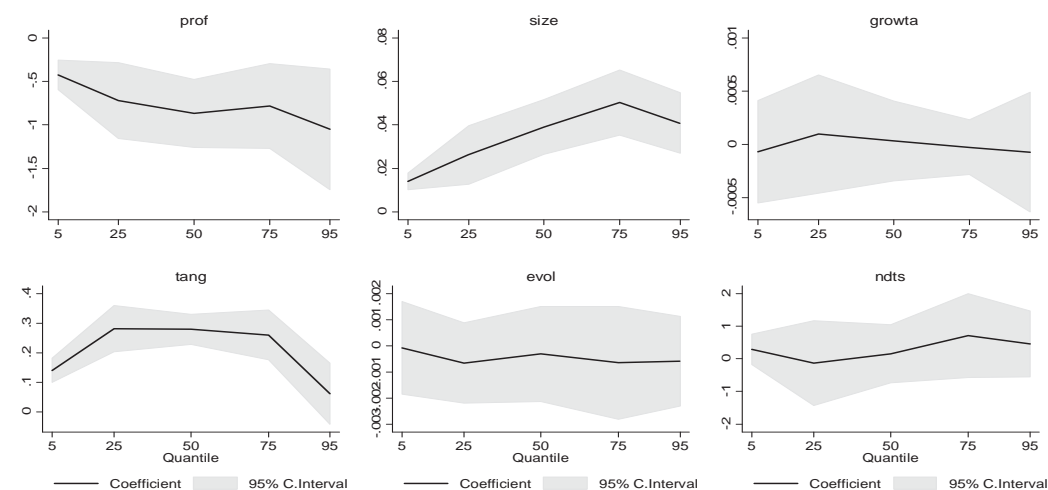 prof
0
-.5
-1
-1.5
-2
5 25 50 75 95
size
.08
.06
.04
.02
0
5 25 50 75 95
growta
.001
.0005
0
-.0005
5 25 50 75 95
tang
.4
.3
.2
.1
0
5 25 50 75 95
Quantile
evol
.002
.001
0
-.001
-.002
-.003
5 25 50 75 95
Quantile
ndts
2
1
0
-1
-2
5 25 50 75 95
Quantile
Coefficient 95% C.Interval
Coefficient 95% C.Interval
Coefficient 95% C.Interval